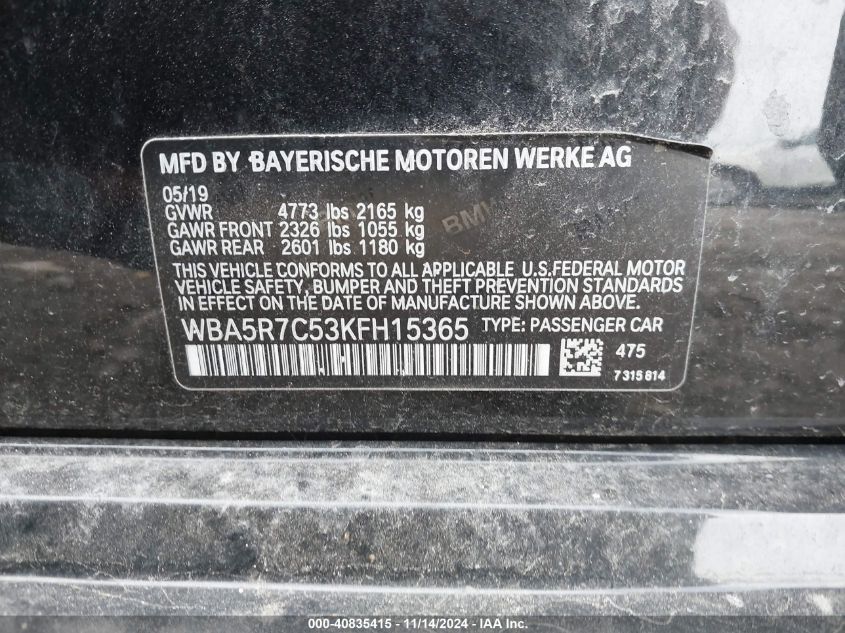 MFD BY BAYERISCHE MOTOREN WERKE AG
05/19
GVWR 4773 lbs 2165 kg
GAWR FRONT 2326 lbs 1055 kg
GAWR REAR 2601 lbs 1180 kg
BMW
THIS VEHICLE CONFORMS TO ALL APPLICABLE U.S.FEDERAL MOTOR
VEHICLE SAFETY, BUMPER AND THEFT PREVENTION STANDARDS
IN EFFECT ON THE DATE OF MANUFACTURE SHOWN ABOVE.
WBA5R7C53KFH15365 TYPE: PASSENGER CAR
475
7 315 814
000-40835415 - 11/14/2024 - IAAI.com